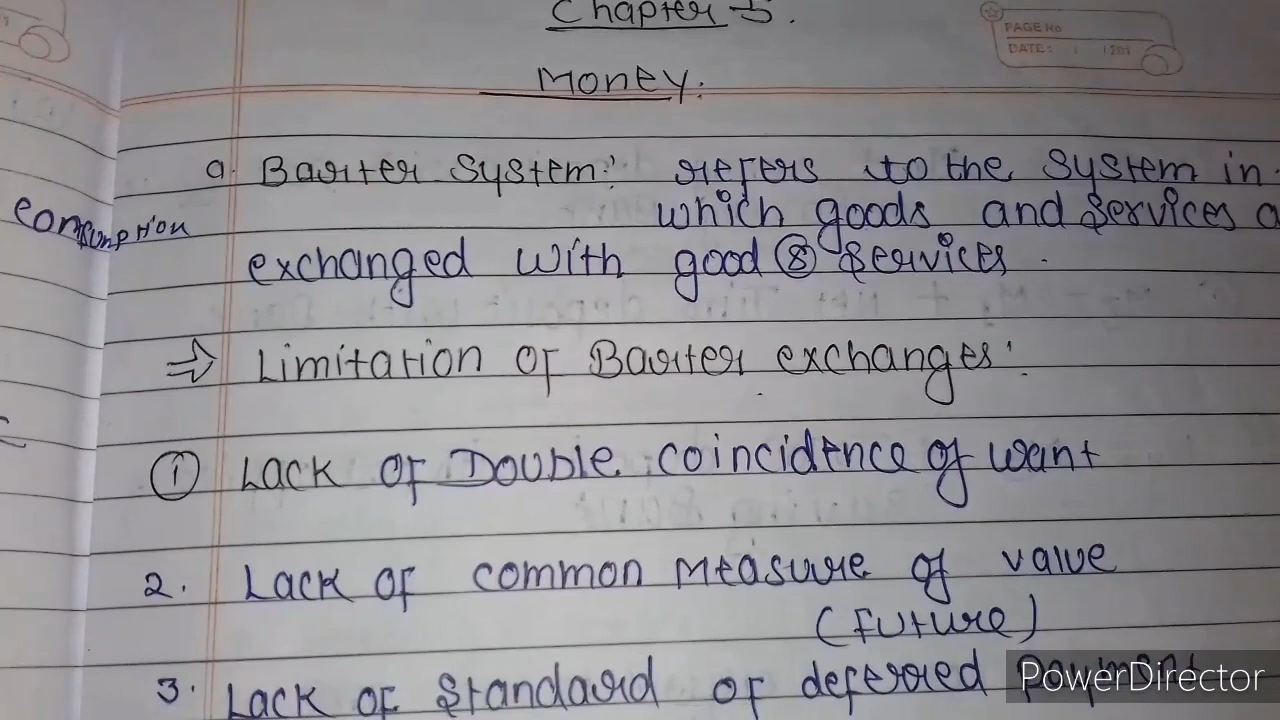 Chapter 5.
PAGE No
DATE:
Money:
a. Barter System: refers to the System in
which goods and services a
consumption
exchanged with good & services.
⇒ Limitation of Barter exchanges:
① Lack of Double coincidence of want
2. Lack of common measure of value
(future)
3. Lack of standard of deferred payment
PowerDirector